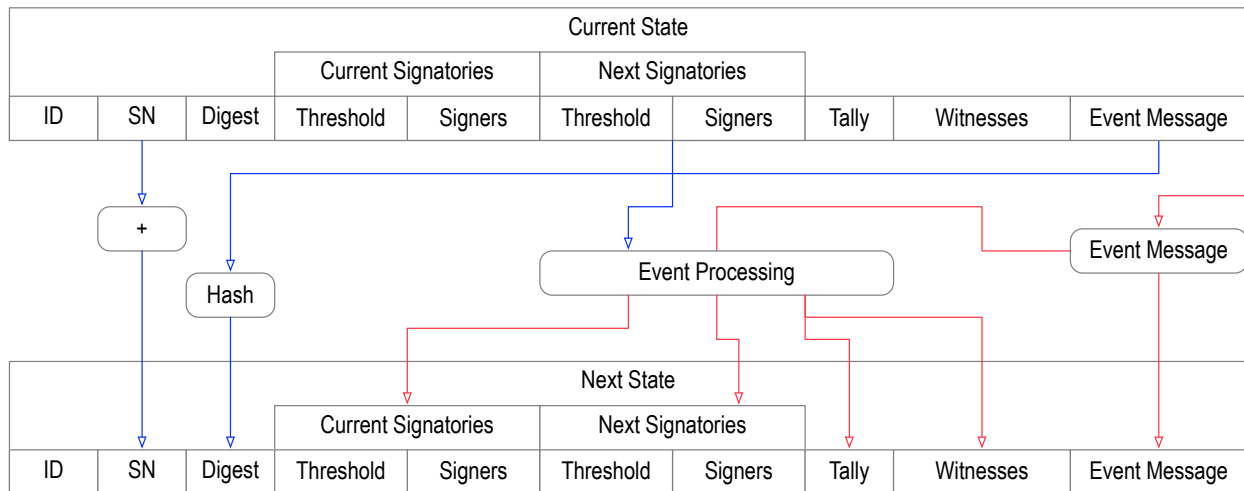 Current State
Current Signatories Next Signatories
ID SN Digest Threshold Signers Threshold Signers Tally Witnesses Event Message
+
Event Message
Event Processing
Hash
Next State
Current Signatories Next Signatories
ID SN Digest Threshold Signers Threshold Signers Tally Witnesses Event Message